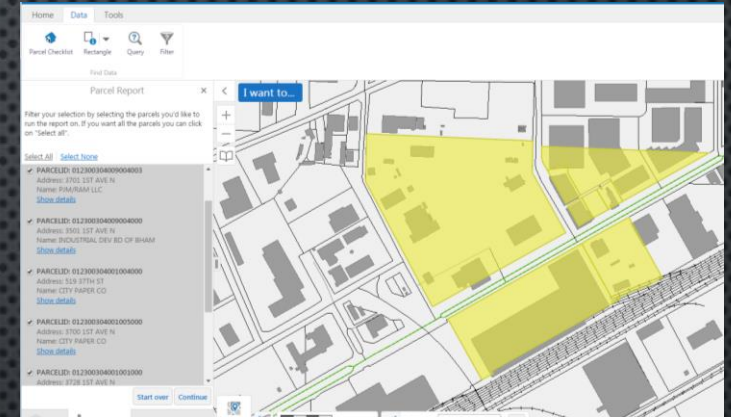 Home Data Tools
Parcel Checklist Rectangle Query Filter
Find Data
Parcel Report
I want to...
Filter your selection by selecting the parcels you'd like to
run the report on. If you want all the parcels you can click
on "Select all".
Select All Select None
PARCELID: 012300304009004003
Address: 3701 1ST AVE N
Name: PJM/RAM LLC
Show details
PARCELID: 012300304009004000
Address: 3501 1ST AVE N
Name: INDUSTRIAL DEV BD OF BHAM
Show details
PARCELID: 012300304001004000
Address: 519 37TH ST
Name: CITY PAPER CO
Show details
PARCELID: 012300304001005000
Address: 3700 1ST AVE N
Name: CITY PAPER CO
Show details
PARCELID: 012300304001001000
Address: 3728 1ST AVE N
Start over Continue